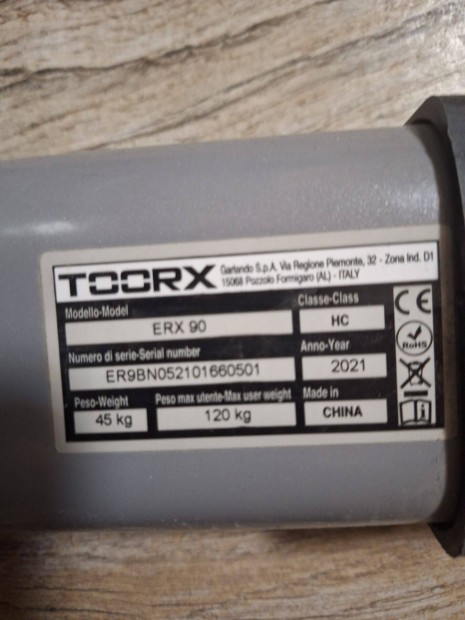 TOORX
Garlando S.p.A. Via Regione Piemonte, 32 - Zona Ind. D1
15068 Pozzolo Formigaro (AL) - ITALY
Modello-Model
Classe-Class
ERX 90
HC
Numero di serie-Serial number
Anno-Year
ER9BN052101660501
2021
Peso-Weight
Peso max utente-Max user weight
Made in
45 kg
120 kg
CHINA
CE
RoHS